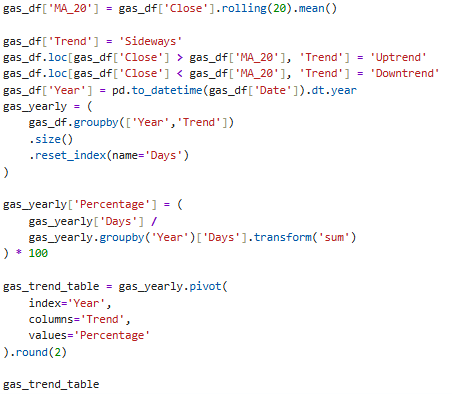 gas_df['MA_20'] = gas_df['Close'].rolling(20).mean()

gas_df['Trend'] = 'Sideways'
gas_df.loc[gas_df['Close'] > gas_df['MA_20'], 'Trend'] = 'Uptrend'
gas_df.loc[gas_df['Close'] < gas_df['MA_20'], 'Trend'] = 'Downtrend'
gas_df['Year'] = pd.to_datetime(gas_df['Date']).dt.year
gas_yearly = (
    gas_df.groupby(['Year','Trend'])
    .size()
    .reset_index(name='Days')
)

gas_yearly['Percentage'] = (
    gas_yearly['Days'] /
    gas_yearly.groupby('Year')['Days'].transform('sum')
) * 100

gas_trend_table = gas_yearly.pivot(
    index='Year',
    columns='Trend',
    values='Percentage'
).round(2)

gas_trend_table